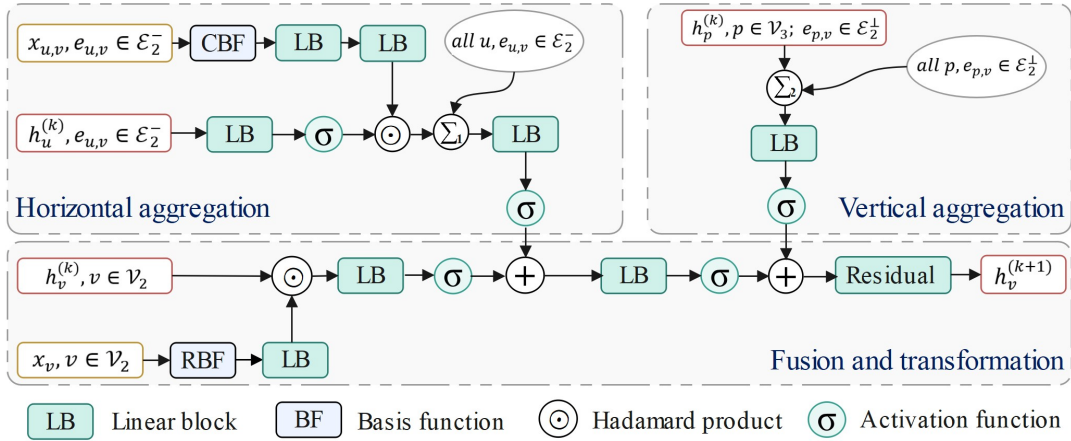 x_{u,v}, e_{u,v} ∈ ℰ_2^-
CBF
LB
LB
all u, e_{u,v} ∈ ℰ_2^-
h_u^{(k)}, e_{u,v} ∈ ℰ_2^-
LB
σ
⊙
Σ_1
LB
σ
Horizontal aggregation
h_p^{(k)}, p ∈ 𝒱_3; e_{p,v} ∈ ℰ_2^⊥
all p, e_{p,v} ∈ ℰ_2^⊥
Σ_2
LB
σ
Vertical aggregation
h_v^{(k)}, v ∈ 𝒱_2
⊙
LB
σ
+
LB
σ
+
Residual
h_v^{(k+1)}
x_v, v ∈ 𝒱_2
RBF
LB
Fusion and transformation
LB Linear block
BF Basis function
⊙ Hadamard product
σ Activation function